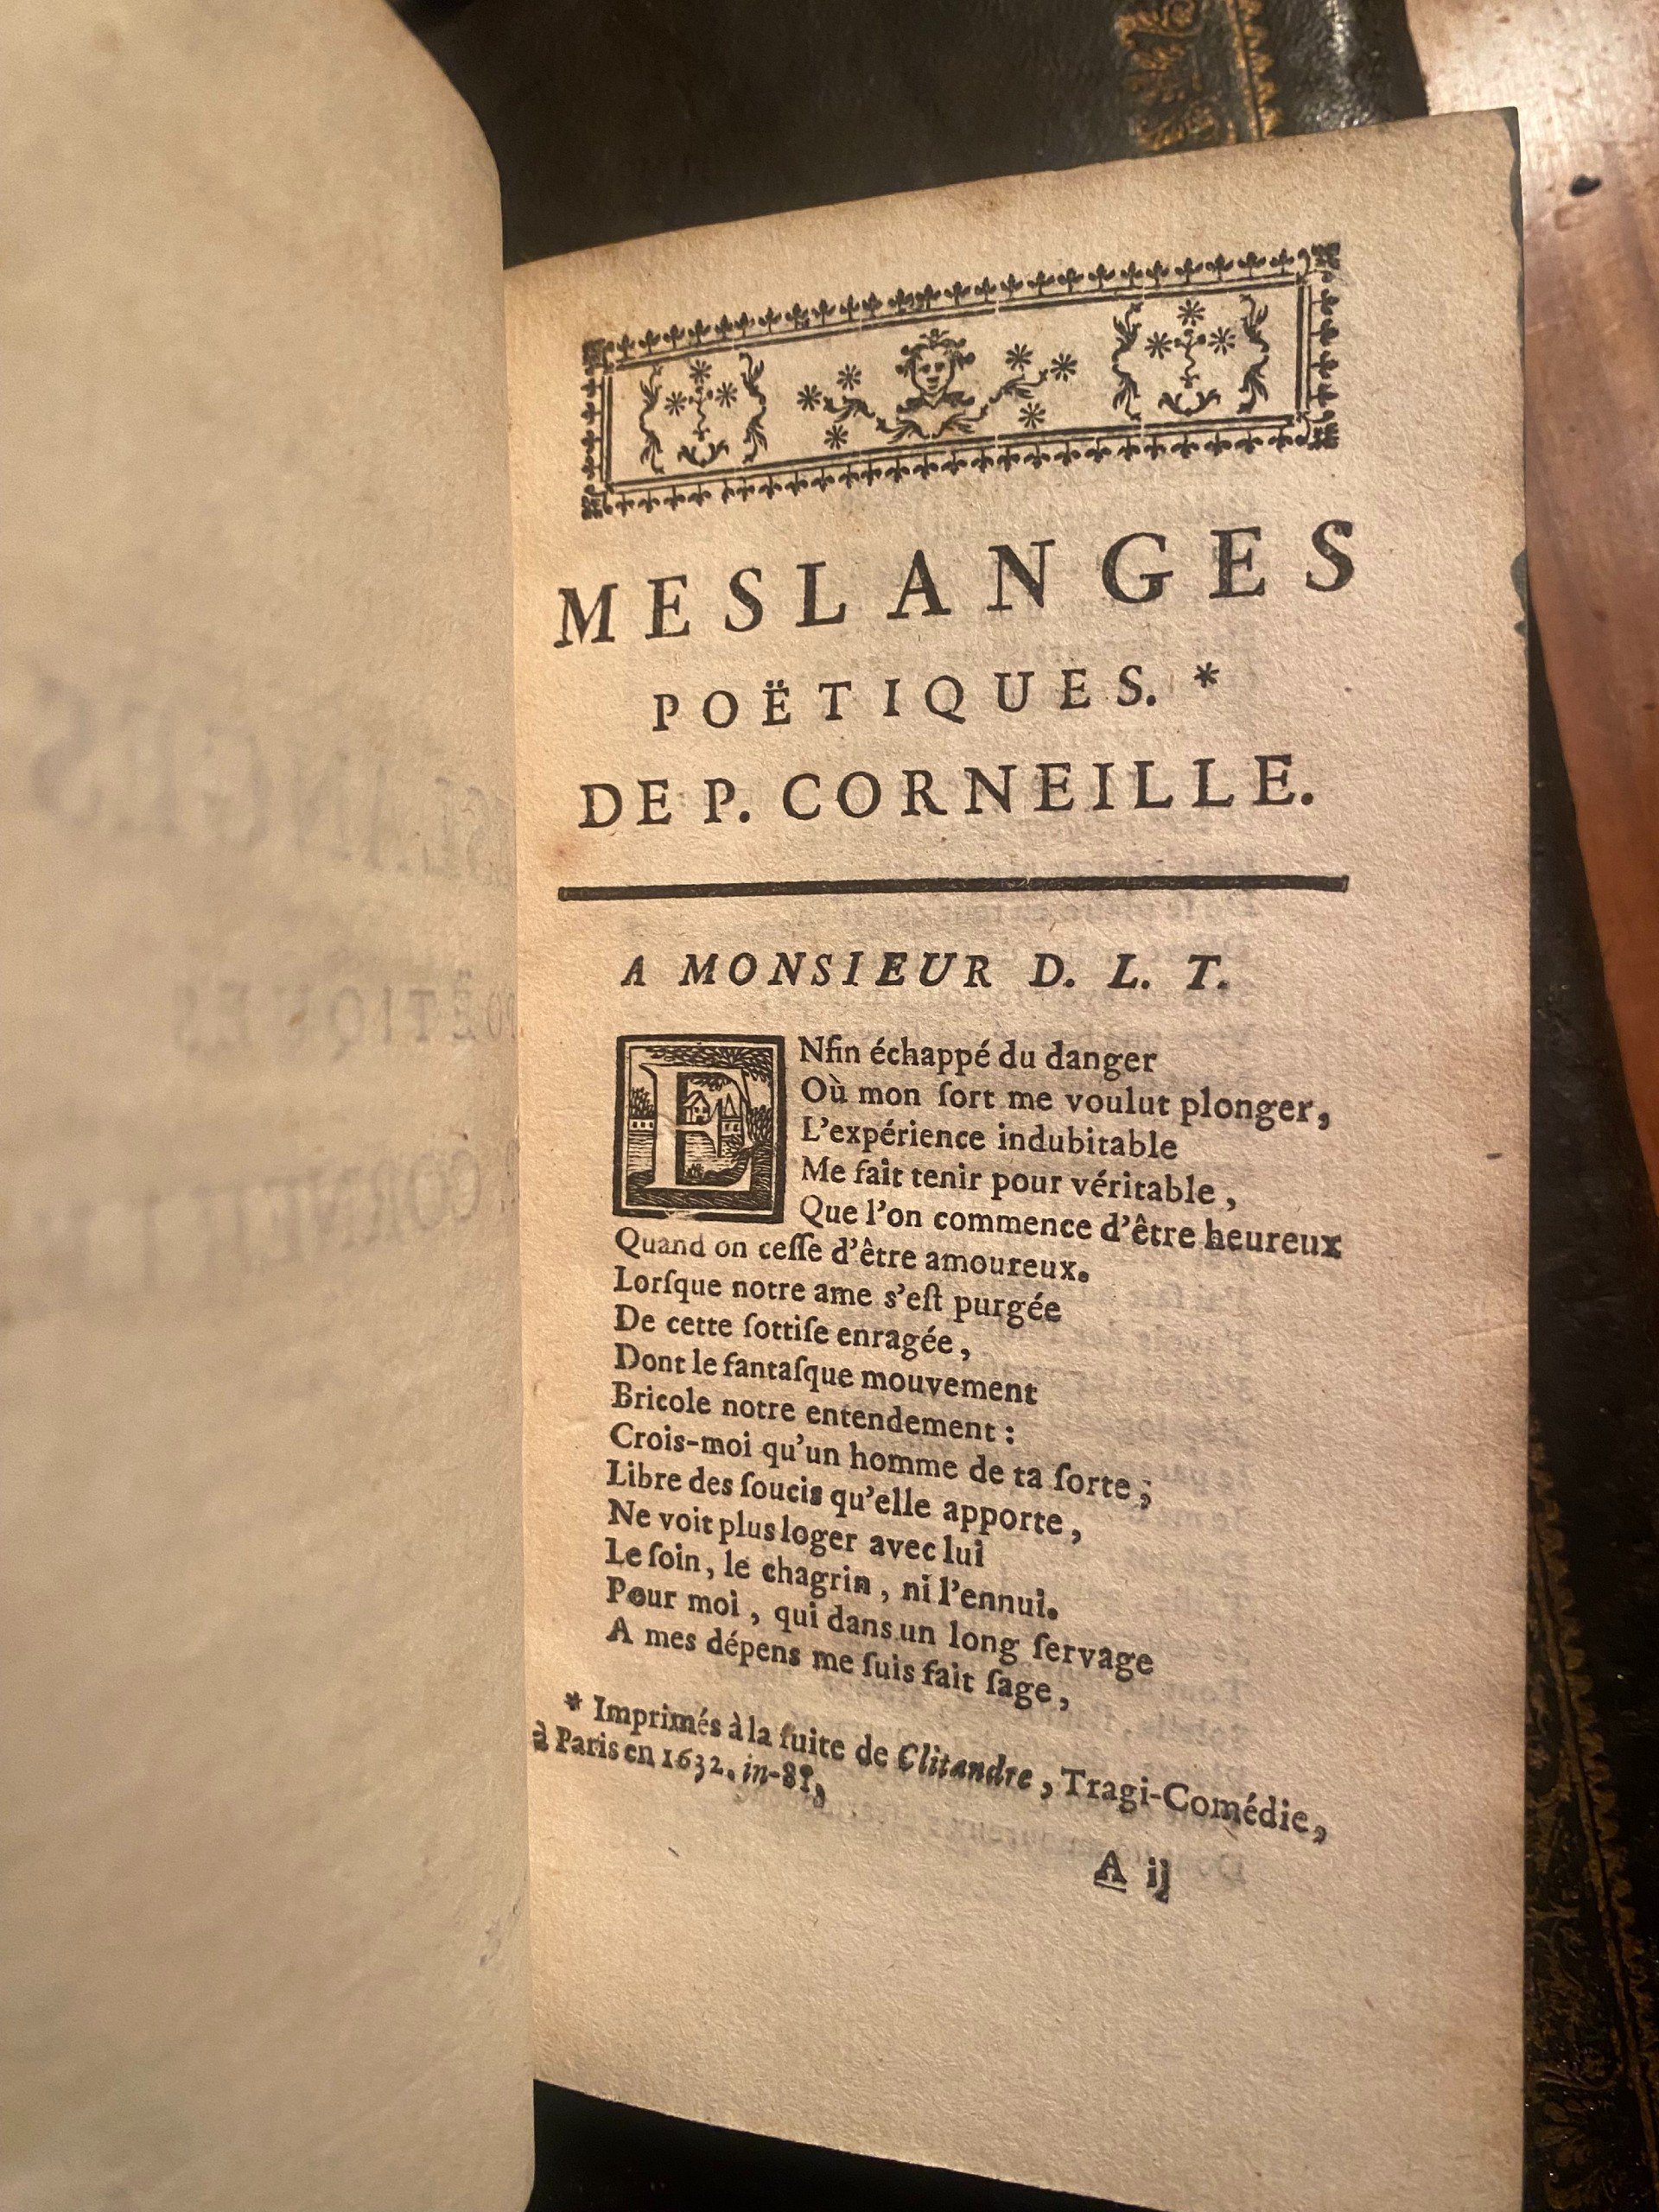 MESLANGES
POËTIQUES. *
DE P. CORNEILLE.
A MONSIEUR D. L. T.
ENfin échappé du danger
Où mon ſort me voulut plonger,
L'expérience indubitable
Me fait tenir pour véritable,
Que l'on commence d'être heureux
Quand on ceſſe d'être amoureux.
Lorſque notre ame s'eſt purgée
De cette ſottiſe enragée,
Dont le fantaſque mouvement
Bricole notre entendement :
Crois-moi qu'un homme de ta ſorte ;
Libre des ſoucis qu'elle apporte,
Ne voit plus loger avec lui
Le ſoin, le chagrin, ni l'ennui.
Pour moi, qui dans un long ſervage
A mes dépens me ſuis fait ſage,
* Imprimés à la ſuite de Clitandre, Tragi-Comédie,
à Paris en 1632. in-8º,
A ij